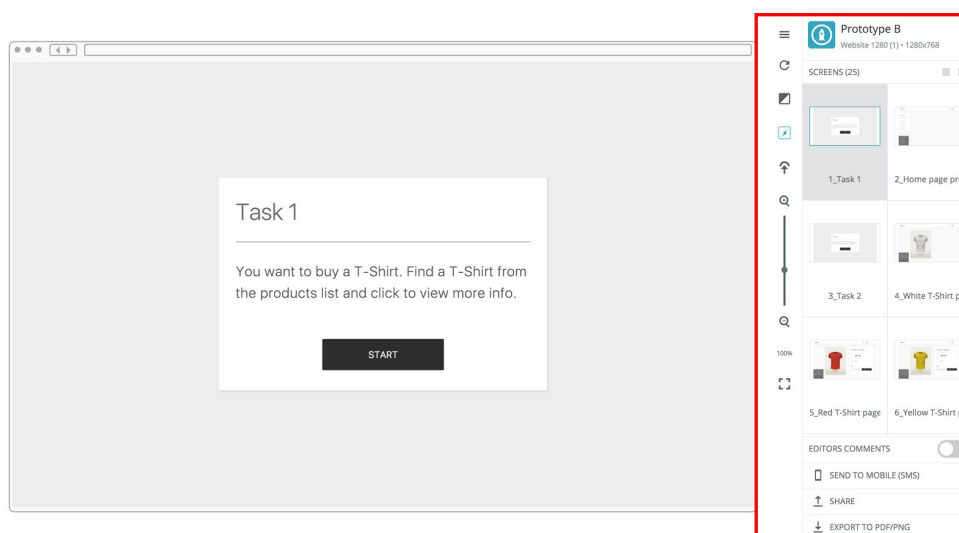 Task 1
You want to buy a T-Shirt. Find a T-Shirt from
the products list and click to view more info.
START
Prototype B
Website 1280 (1) • 1280x768
SCREENS (25)
1_Task 1
2_Home page pr
3_Task 2
4_White T-Shirt p
5_Red T-Shirt page
6_Yellow T-Shirt
100%
EDITORS COMMENTS
SEND TO MOBILE (SMS)
SHARE
EXPORT TO PDF/PNG